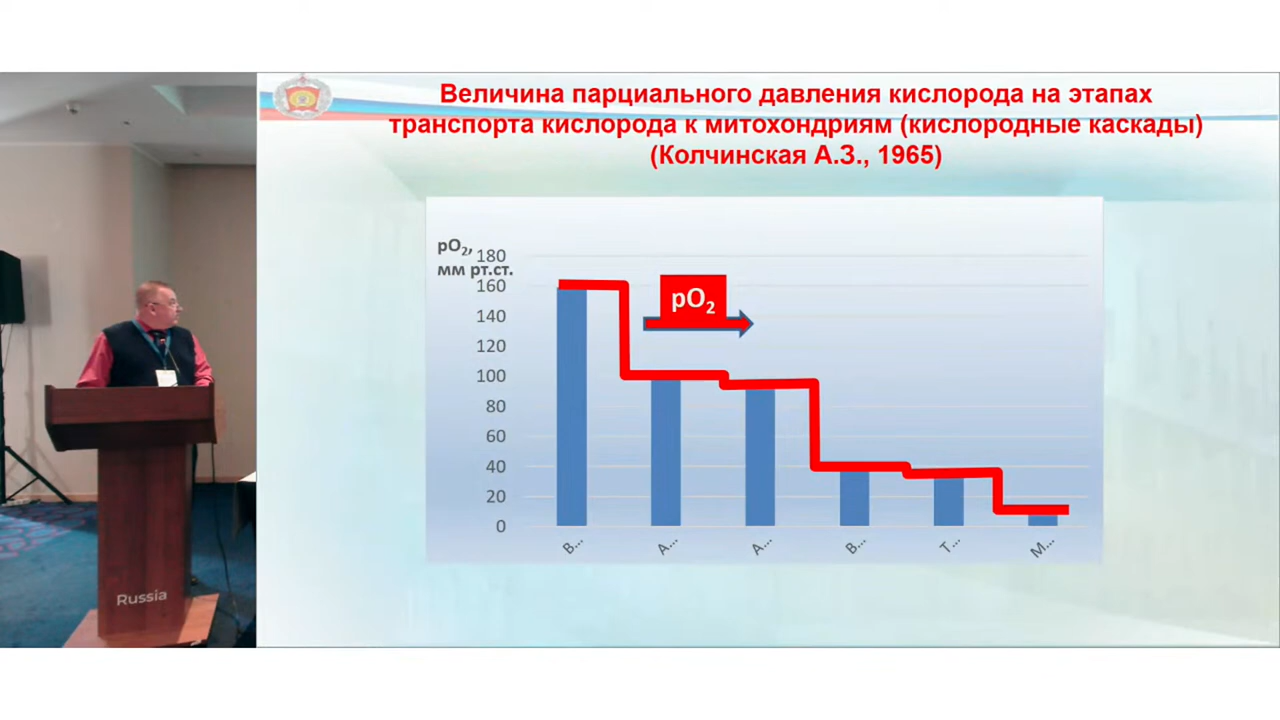 Величина парциального давления кислорода на этапах
транспорта кислорода к митохондриям (кислородные каскады)
(Колчинская А.З., 1965)
pO2,
мм рт.ст.
180
160
140
120
100
80
60
40
20
0
pO2
В...
А...
А...
В...
Т...
М...
Russia